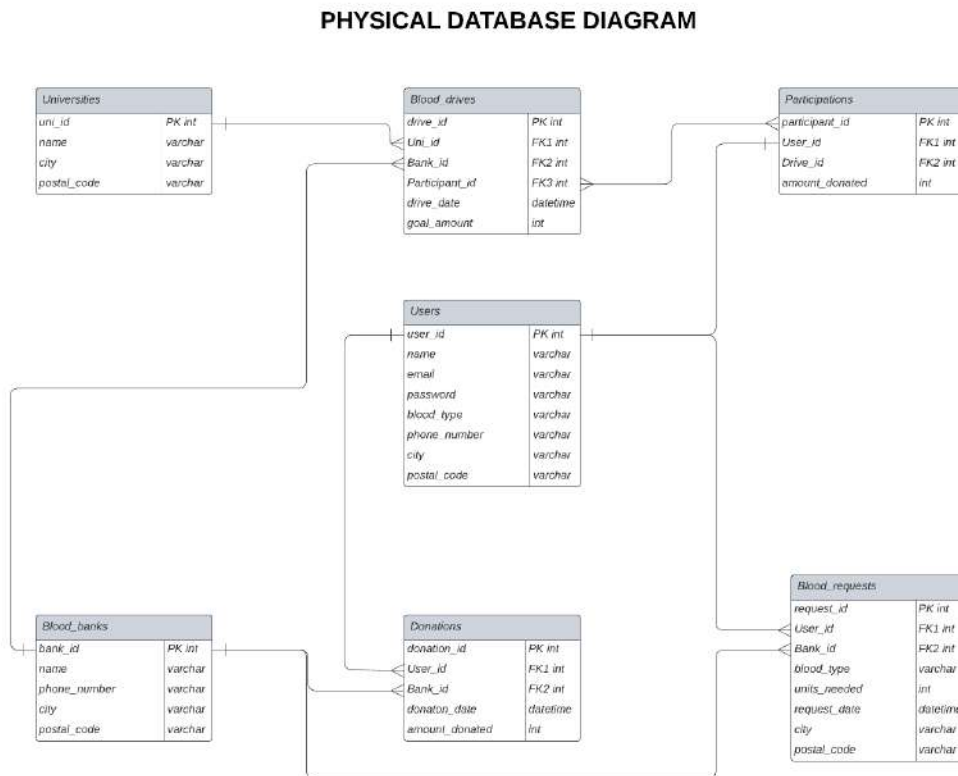 PHYSICAL DATABASE DIAGRAM
Universities
uni_id PK int
name varchar
city varchar
postal_code varchar
Blood_drives
drive_id PK int
Uni_id FK1 int
Bank_id FK2 int
Participant_id FK3 int
drive_date datetime
goal_amount int
Participations
participant_id PK int
User_id FK1 int
Drive_id FK2 int
amount_donated int
Users
user_id PK int
name varchar
email varchar
password varchar
blood_type varchar
phone_number varchar
city varchar
postal_code varchar
Blood_banks
bank_id PK int
name varchar
phone_number varchar
city varchar
postal_code varchar
Donations
donation_id PK int
User_id FK1 int
Bank_id FK2 int
donaton_date datetime
amount_donated int
Blood_requests
request_id PK int
User_id FK1 int
Bank_id FK2 int
blood_type varchar
units_needed int
request_date datetime
city varchar
postal_code varchar